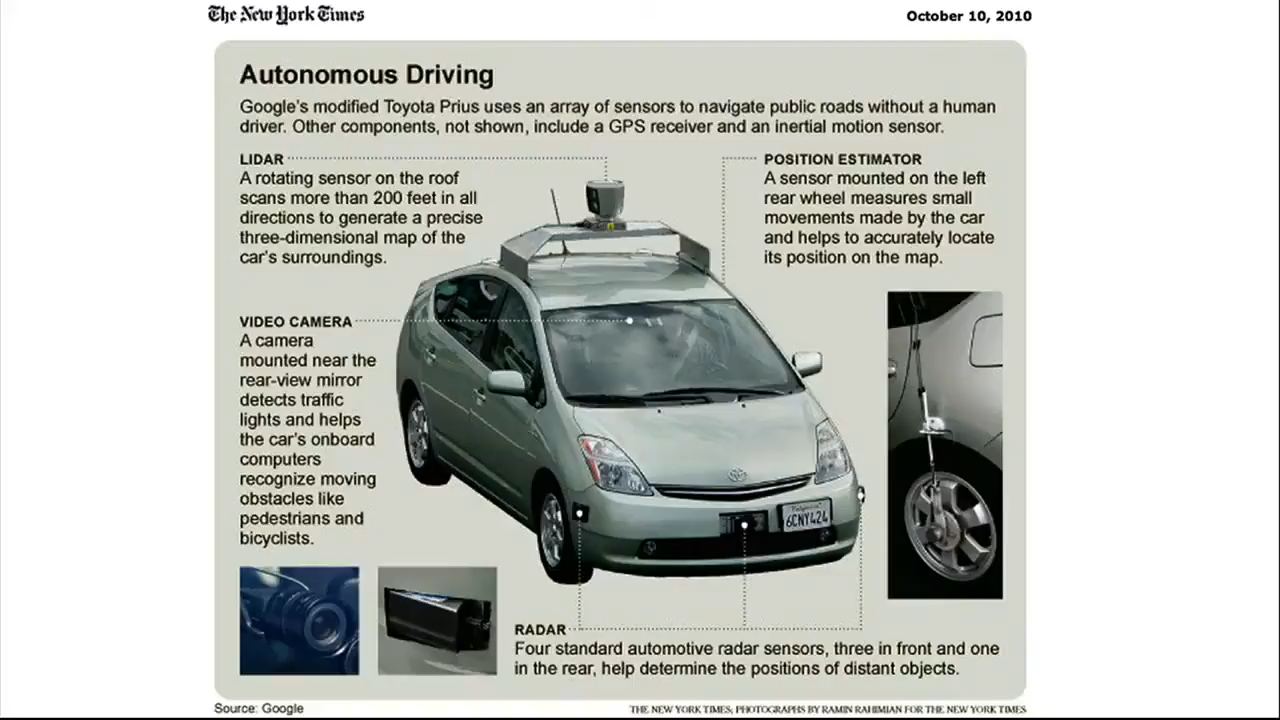 The New York Times
October 10, 2010
Autonomous Driving
Google's modified Toyota Prius uses an array of sensors to navigate public roads without a human
driver. Other components, not shown, include a GPS receiver and an inertial motion sensor.
LIDAR
A rotating sensor on the roof
scans more than 200 feet in all
directions to generate a precise
three-dimensional map of the
car's surroundings.
POSITION ESTIMATOR
A sensor mounted on the left
rear wheel measures small
movements made by the car
and helps to accurately locate
its position on the map.
VIDEO CAMERA
A camera
mounted near the
rear-view mirror
detects traffic
lights and helps
the car's onboard
computers
recognize moving
obstacles like
pedestrians and
bicyclists.
California
6CNY424
RADAR
Four standard automotive radar sensors, three in front and one
in the rear, help determine the positions of distant objects.
Source: Google
THE NEW YORK TIMES; PHOTOGRAPHS BY RAMIN RAHIMIAN FOR THE NEW YORK TIMES